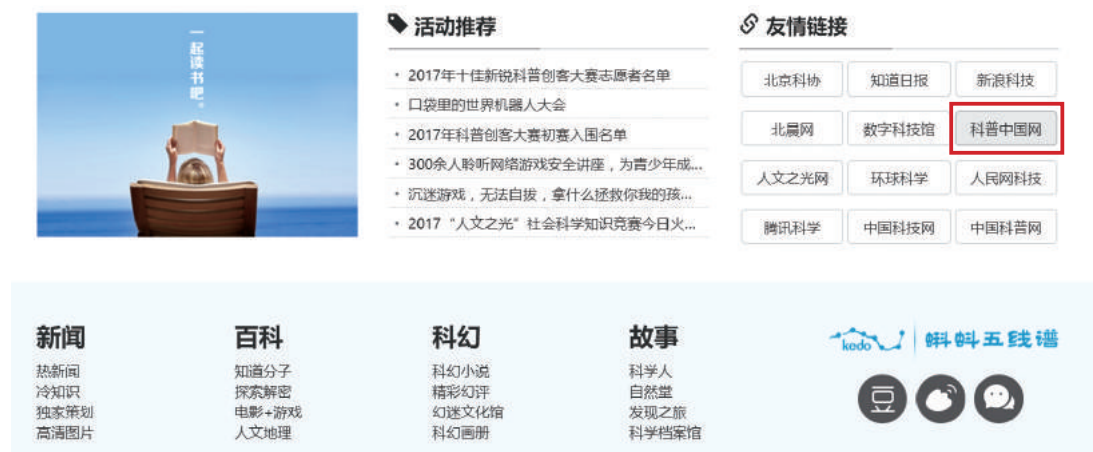 一起读书吧。
活动推荐
· 2017年十佳新锐科普创客大赛志愿者名单
· 口袋里的世界机器人大会
· 2017年科普创客大赛初赛入围名单
· 300余人聆听网络游戏安全讲座，为青少年成...
· 沉迷游戏，无法自拔，拿什么拯救你我的孩...
· 2017“人文之光”社会科学知识竞赛今日火...
友情链接
北京科协 知道日报 新浪科技
北晨网 数字科技馆 科普中国网
人文之光网 环球科学 人民网科技
腾讯科学 中国科技网 中国科普网
新闻
热新闻
冷知识
独家策划
高清图片
百科
知道分子
探索解密
电影+游戏
人文地理
科幻
科幻小说
精彩幻评
幻迷文化馆
科幻画册
故事
科学人
自然堂
发现之旅
科学档案馆
kedo 蝌蚪五线谱
豆